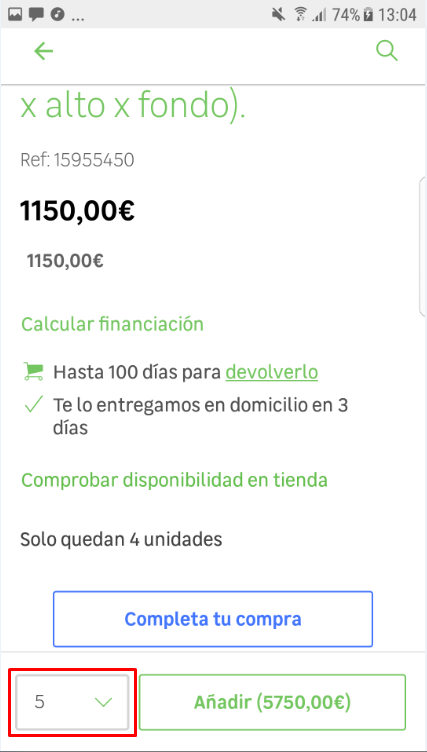 ... 74% 13:04
x alto x fondo).
Ref: 15955450
1150,00€
1150,00€
Calcular financiación
Hasta 100 días para devolverlo
Te lo entregamos en domicilio en 3
días
Comprobar disponibilidad en tienda
Solo quedan 4 unidades
Completa tu compra
5
Añadir (5750,00€)